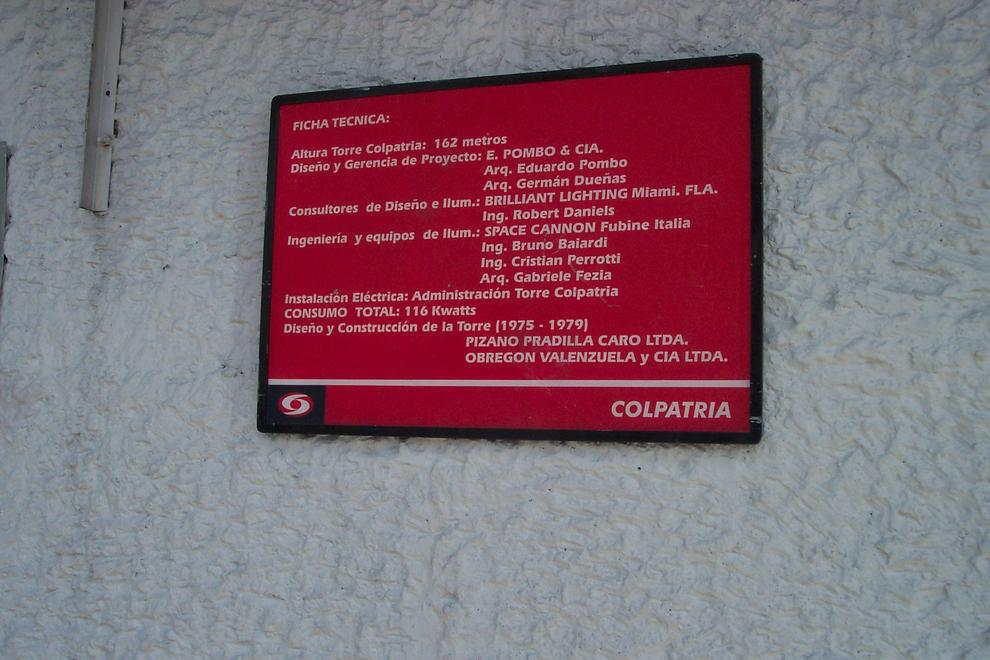 FICHA TECNICA:
Altura Torre Colpatria: 162 metros
Diseño y Gerencia de Proyecto: E. POMBO & CIA.
Arq. Eduardo Pombo
Arq. Germán Dueñas
Consultores de Diseño e Ilum.: BRILLIANT LIGHTING Miami. FLA.
Ing. Robert Daniels
Ingeniería y equipos de Ilum.: SPACE CANNON Fubine Italia
Ing. Bruno Baiardi
Ing. Cristian Perrotti
Arq. Gabriele Fezia
Instalación Eléctrica: Administración Torre Colpatria
CONSUMO TOTAL: 116 Kwatts
Diseño y Construcción de la Torre (1975 - 1979)
PIZANO PRADILLA CARO LTDA.
OBREGON VALENZUELA y CIA LTDA.
COLPATRIA